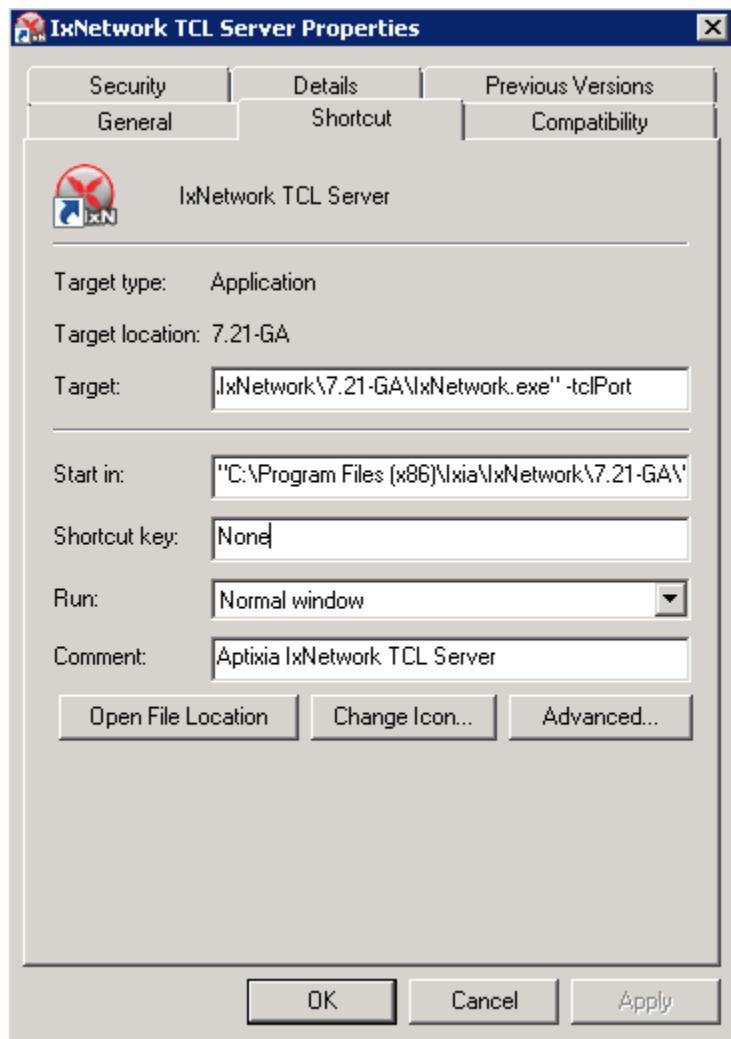 IxNetwork TCL Server Properties
Security Details Previous Versions
General Shortcut Compatibility
IxN
IxNetwork TCL Server
Target type: Application
Target location: 7.21-GA
Target: .IxNetwork\7.21-GA\IxNetwork.exe" -tclPort
Start in: "C:\Program Files (x86)\Ixia\IxNetwork\7.21-GA\"
Shortcut key: None
Run: Normal window
Comment: Aptixia IxNetwork TCL Server
Open File Location Change Icon... Advanced...
OK Cancel Apply